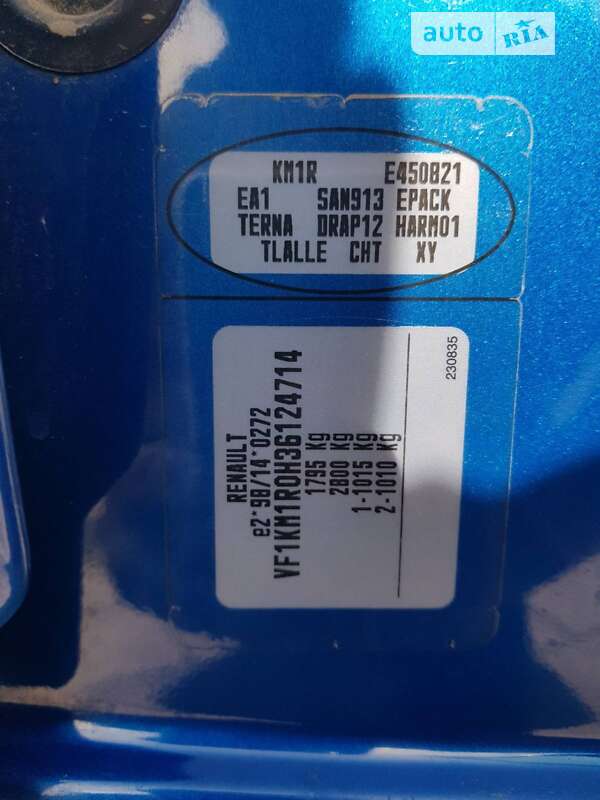 auto RIA
KM1R E450821
EA1 SAN913 EPACK
TERNA DRAP12 HARM01
TLALLE CHT XY
RENAULT
e2*98/14*0272
VF1KM1R0H36124714
1795 Kg
2800 Kg
1-1015 Kg
2-1010 Kg
230835